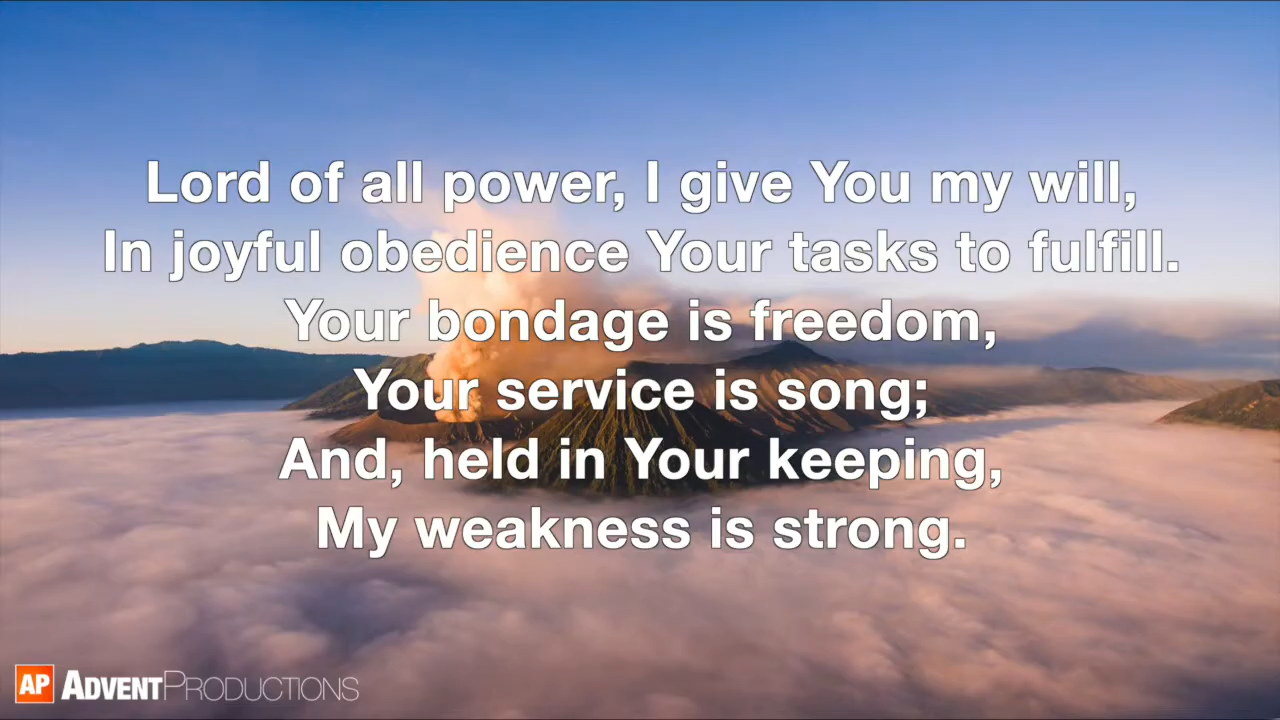 Lord of all power, I give You my will,
In joyful obedience Your tasks to fulfill.
Your bondage is freedom,
Your service is song;
And, held in Your keeping,
My weakness is strong.
AP ADVENTPRODUCTIONS